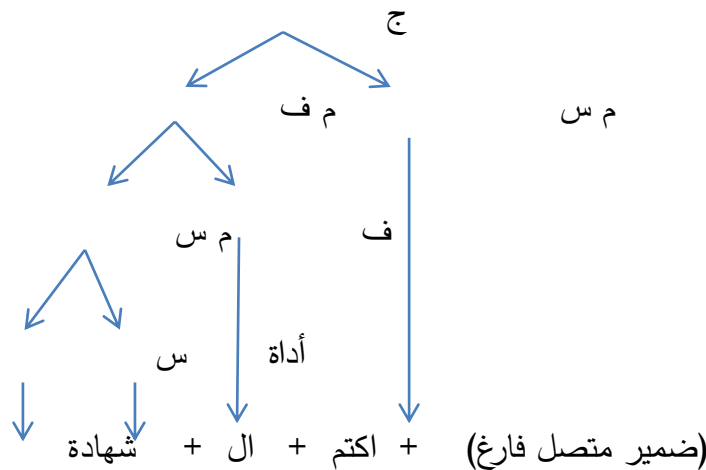 ج
م س م ف
ف م س
أداة س
(ضمير متصل فارغ) + اكتم + ال + شهادة